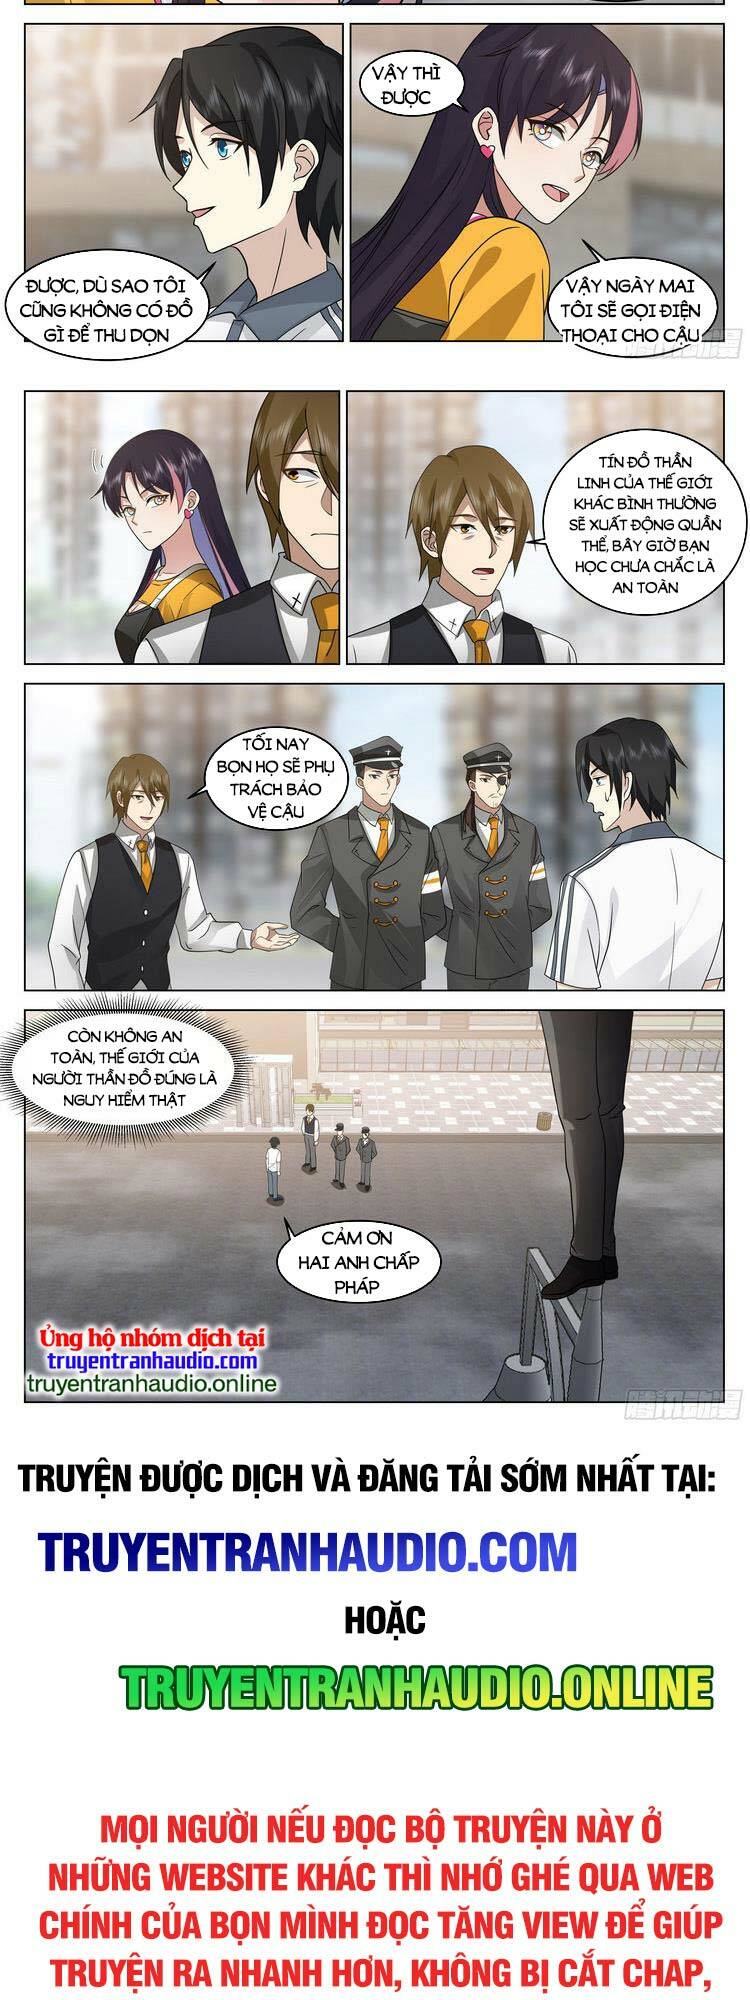 VẬY THÌ
ĐƯỢC
ĐƯỢC, DÙ SAO TÔI
CŨNG KHÔNG CÓ ĐỒ
GÌ ĐỂ THU DỌN
VẬY NGÀY MAI
TÔI SẼ GỌI ĐIỆN
THOẠI CHO CẬU
TÍN ĐỒ THẦN
LINH CỦA THẾ GIỚI
KHÁC BÌNH THƯỜNG
SẼ XUẤT ĐỘNG QUẦN
THỂ, BÂY GIỜ BẠN
HỌC CHƯA CHẮC LÀ
AN TOÀN
TỐI NAY
BỌN HỌ SẼ PHỤ
TRÁCH BẢO
VỆ CẬU
CÒN KHÔNG AN
TOÀN, THẾ GIỚI CỦA
NGƯỜI THẦN ĐỒ ĐÚNG LÀ
NGUY HIỂM THẬT
CẢM ƠN
HAI ANH CHẤP
PHÁP
Ủng hộ nhóm dịch tại
truyentranhaudio.com
truyentranhaudio.online
腾讯动漫
TRUYỆN ĐƯỢC DỊCH VÀ ĐĂNG TẢI SỚM NHẤT TẠI:
TRUYENTRANHAUDIO.COM
HOẶC
TRUYENTRANHAUDIO.ONLINE
MỌI NGƯỜI NẾU ĐỌC BỘ TRUYỆN NÀY Ở
NHỮNG WEBSITE KHÁC THÌ NHỚ GHÉ QUA WEB
CHÍNH CỦA BỌN MÌNH ĐỌC TĂNG VIEW ĐỂ GIÚP
TRUYỆN RA NHANH HƠN, KHÔNG BỊ CẮT CHAP,